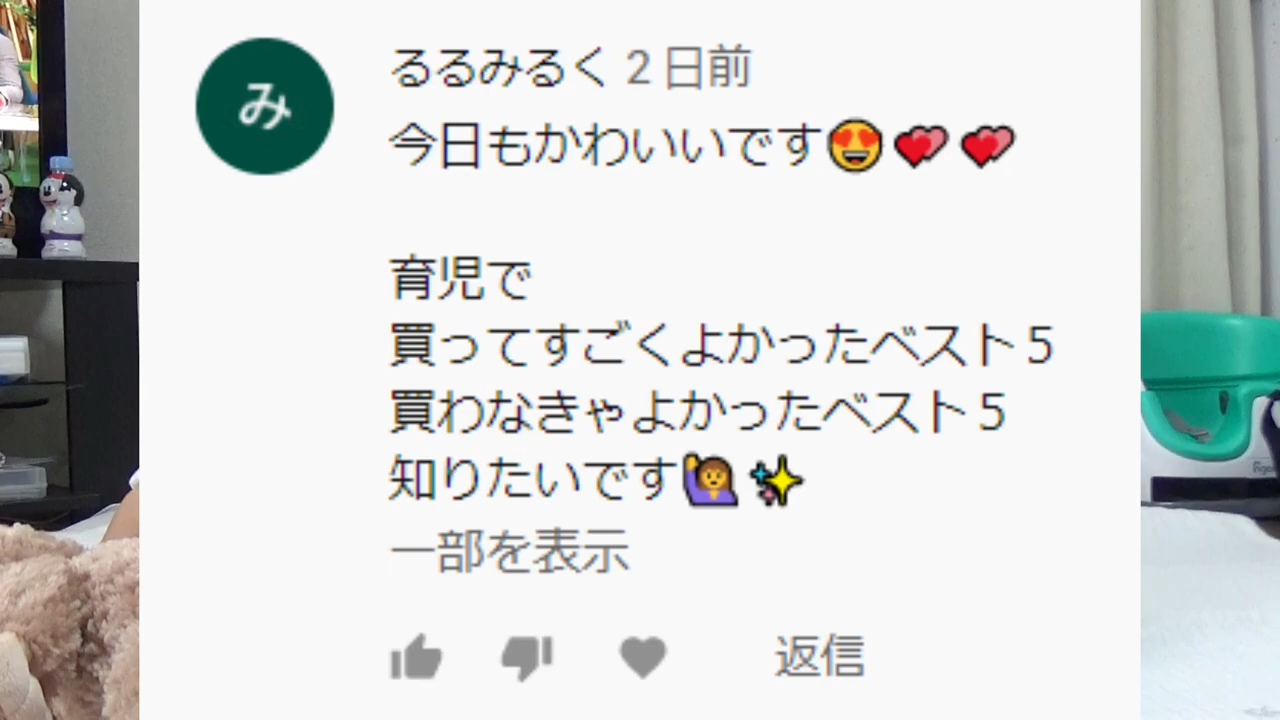 み
るるみるく 2 日前
今日もかわいいです😍💕💕
育児で
買ってすごくよかったベスト5
買わなきゃよかったベスト5
知りたいです🙋‍♀️✨
一部を表示
返信